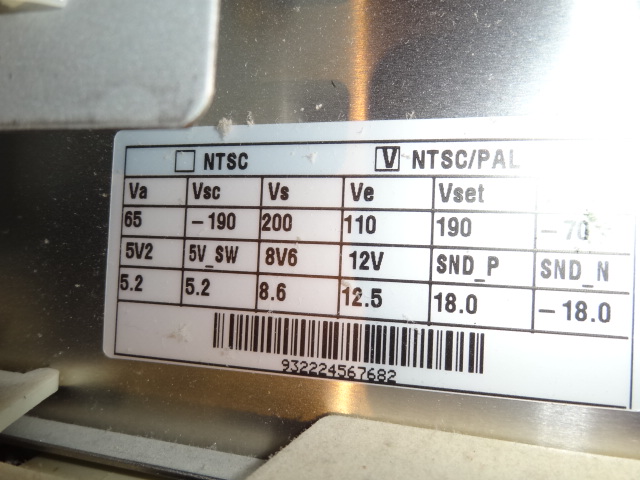 NTSC V NTSC/PAL
Va Vsc Vs Ve Vset
65 -190 200 110 190 -70
5V2 5V_SW 8V6 12V SND_P SND_N
5.2 5.2 8.6 12.5 18.0 -18.0
932224567682